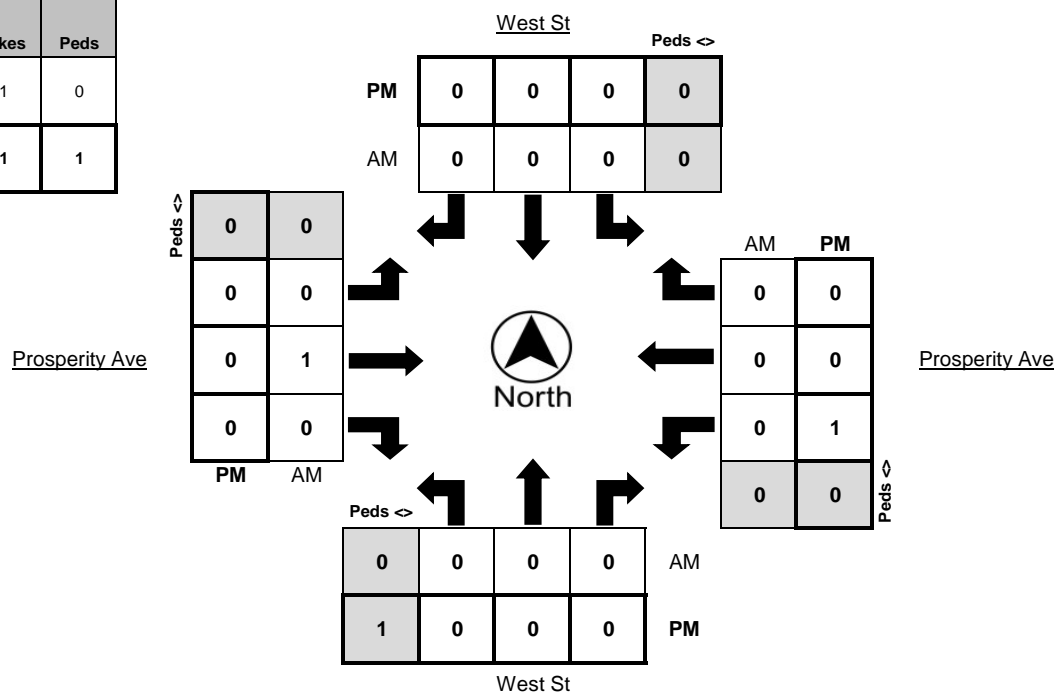 West St
Peds
Peds <>
1 0
PM 0 0 0 0
1 1
AM 0 0 0 0
Peds <>
0 0
AM PM
0 0
0 0
Prosperity Ave
0 1
North
0 0
Prosperity Ave
0 0
0 1
PM AM
0 0
Peds <>
Peds <>
0 0 0 0 AM
1 0 0 0 PM
West St